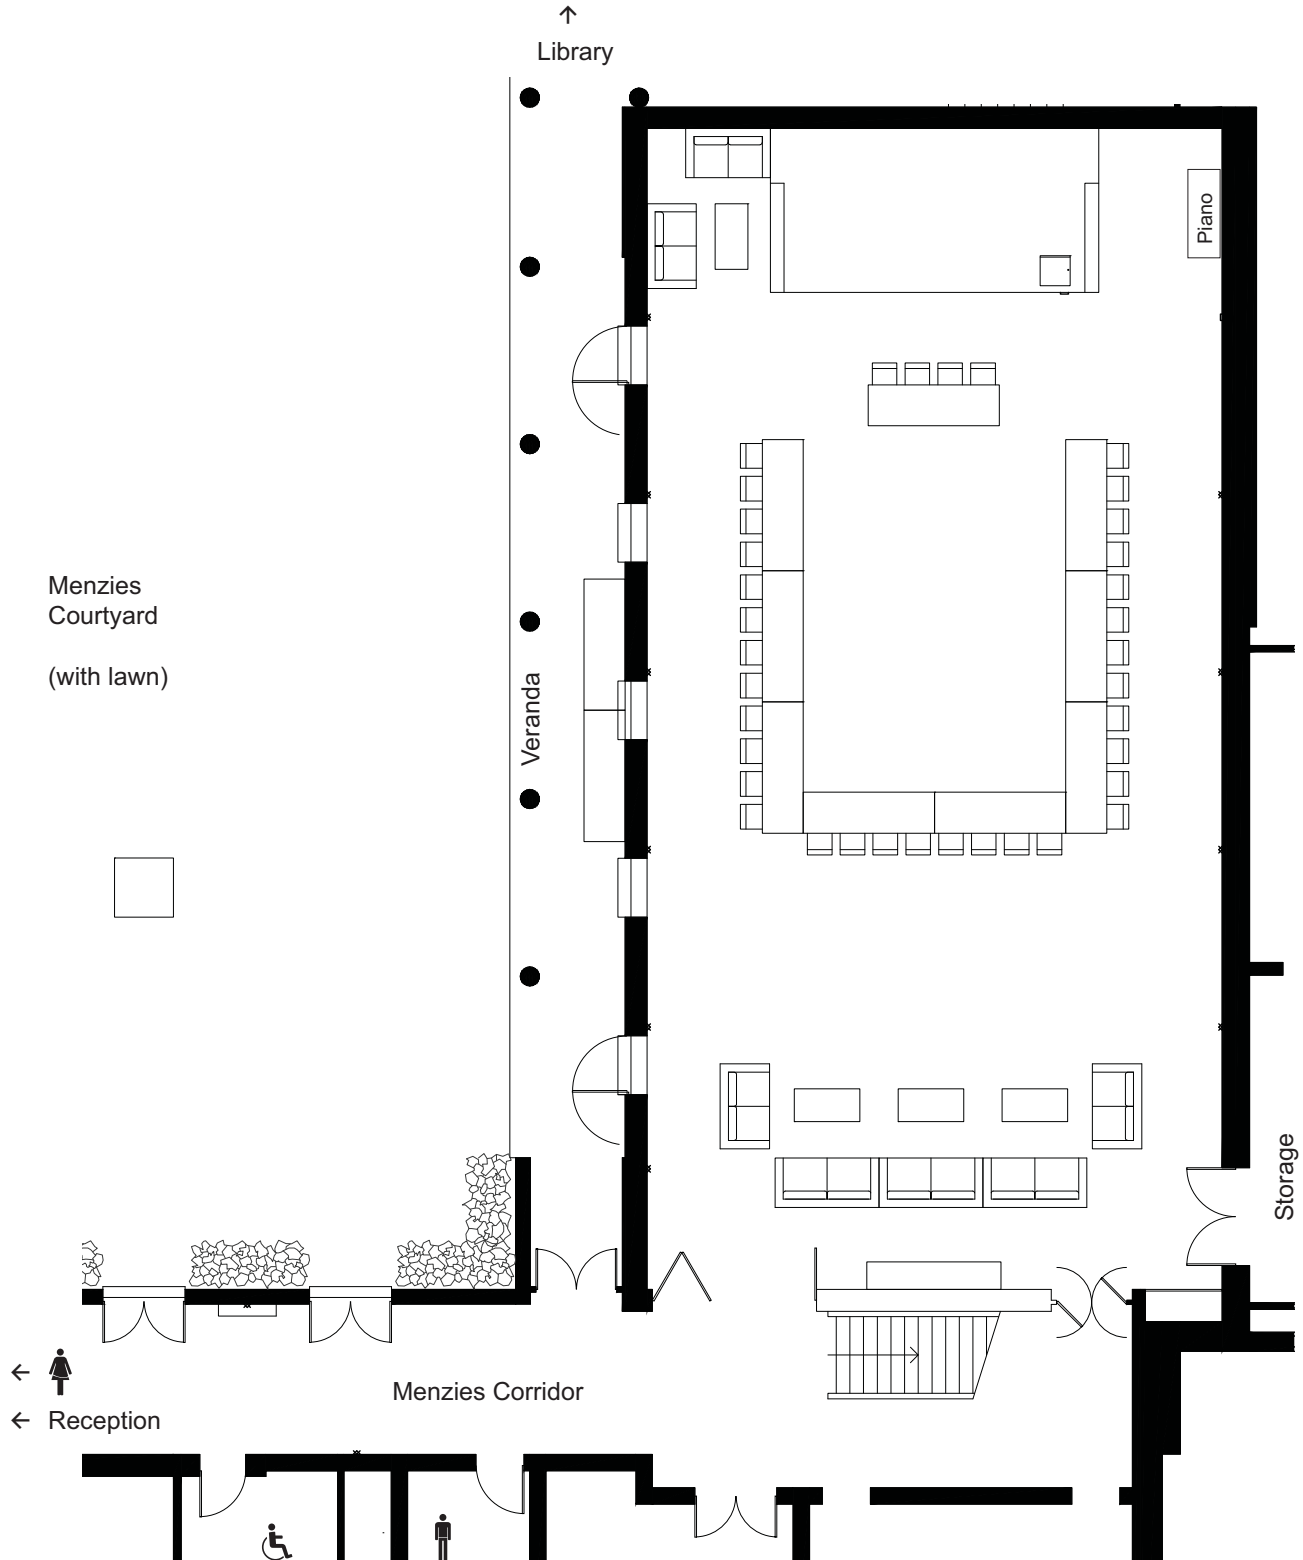 Library
Piano
Menzies
Courtyard
(with lawn)
Veranda
Storage
Menzies Corridor
Reception